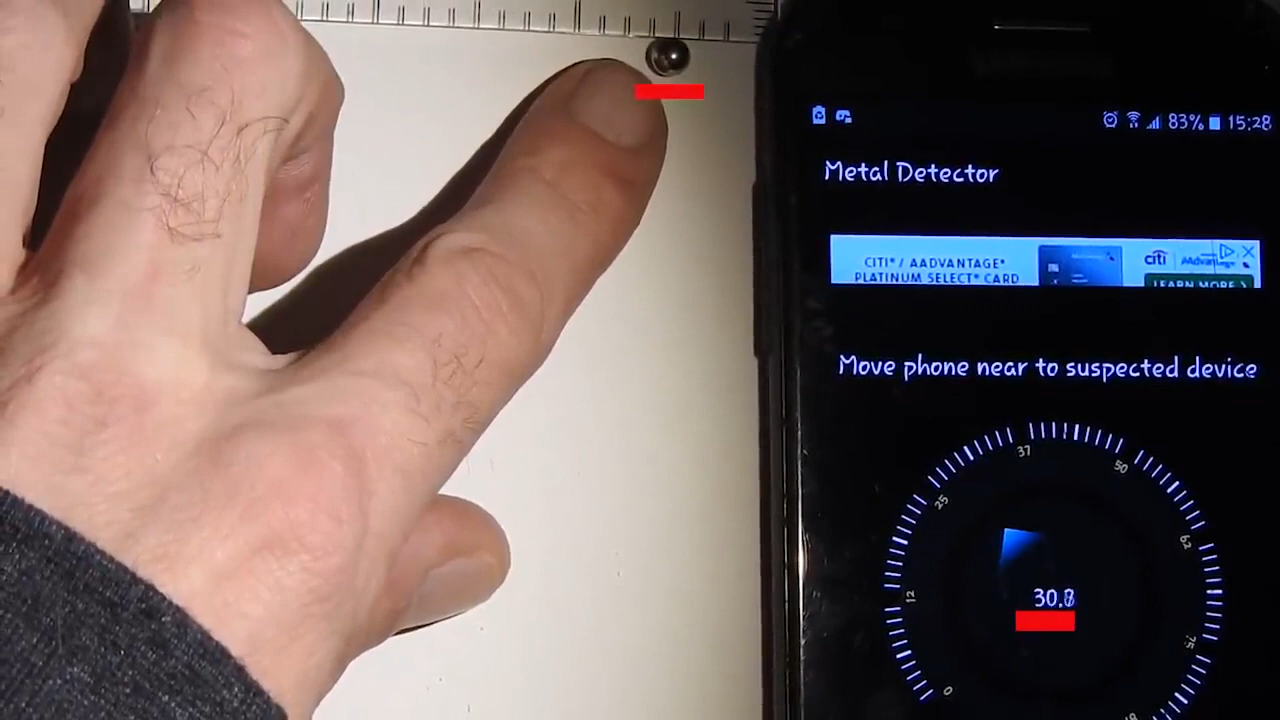 83% 15:28
Metal Detector
CITI® / AADVANTAGE®
PLATINUM SELECT® CARD
citi
LEARN MORE >
Move phone near to suspected device
37
50
25
62
12
30.8
75
0